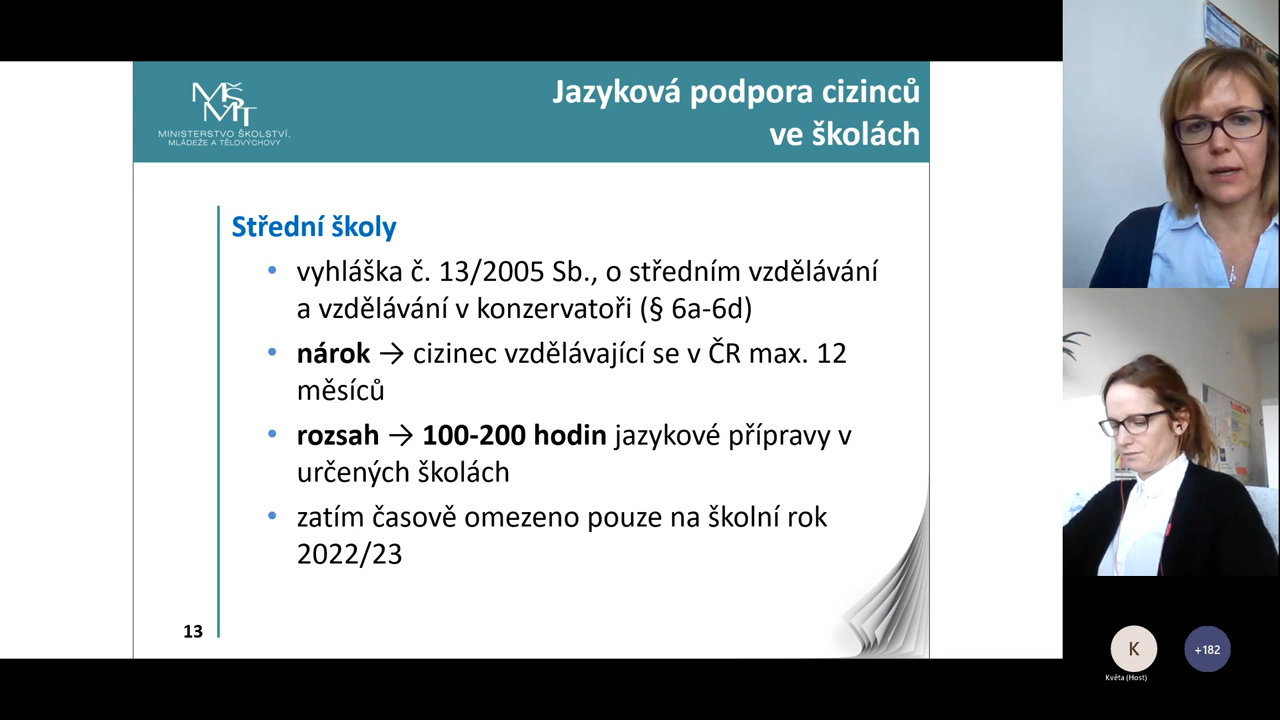 MŠMT
MINISTERSTVO ŠKOLSTVÍ,
MLÁDEŽE A TĚLOVÝCHOVY
Jazyková podpora cizinců
ve školách
Střední školy
• vyhláška č. 13/2005 Sb., o středním vzdělávání
a vzdělávání v konzervatoři (§ 6a-6d)
• nárok → cizinec vzdělávající se v ČR max. 12
měsíců
• rozsah → 100-200 hodin jazykové přípravy v
určených školách
• zatím časově omezeno pouze na školní rok
2022/23
13
K
+182
Květa (Host)